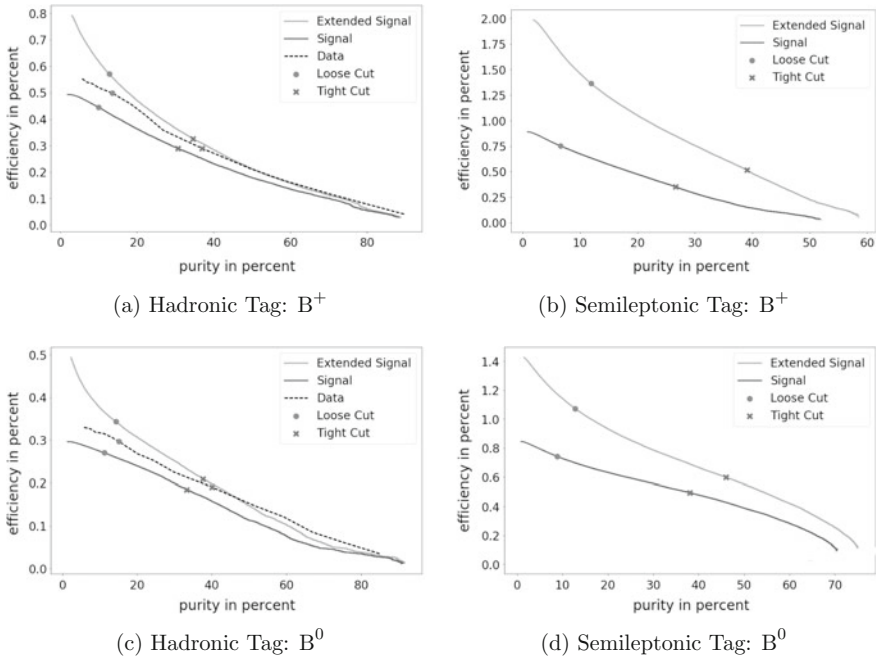 0.8
0.7
0.6
0.5
0.4
0.3
0.2
0.1
0.0
efficiency in percent
0 20 40 60 80
purity in percent
Extended Signal
Signal
Data
Loose Cut
Tight Cut
(a) Hadronic Tag: B+
2.00
1.75
1.50
1.25
1.00
0.75
0.50
0.25
0.00
efficiency in percent
0 10 20 30 40 50 60
purity in percent
Extended Signal
Signal
Loose Cut
Tight Cut
(b) Semileptonic Tag: B+
0.5
0.4
0.3
0.2
0.1
0.0
efficiency in percent
0 20 40 60 80
purity in percent
Extended Signal
Signal
Data
Loose Cut
Tight Cut
(c) Hadronic Tag: B0
1.4
1.2
1.0
0.8
0.6
0.4
0.2
0.0
efficiency in percent
0 10 20 30 40 50 60 70
purity in percent
Extended Signal
Signal
Loose Cut
Tight Cut
(d) Semileptonic Tag: B0